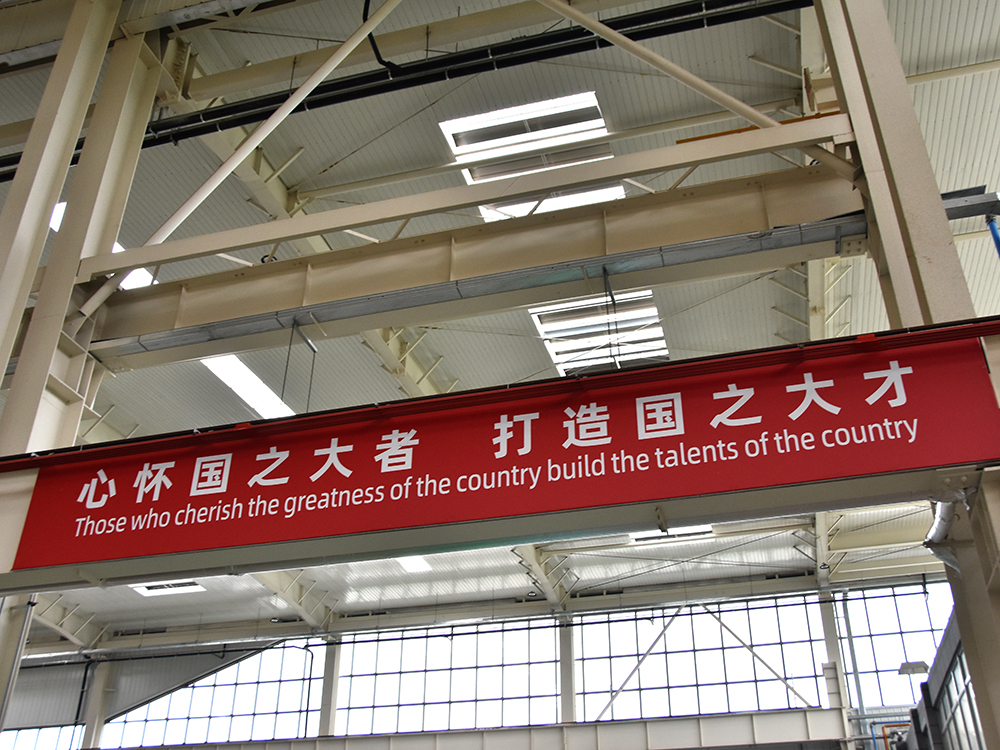 心怀国之大者 打造国之大才
Those who cherish the greatness of the country build the talents of the country